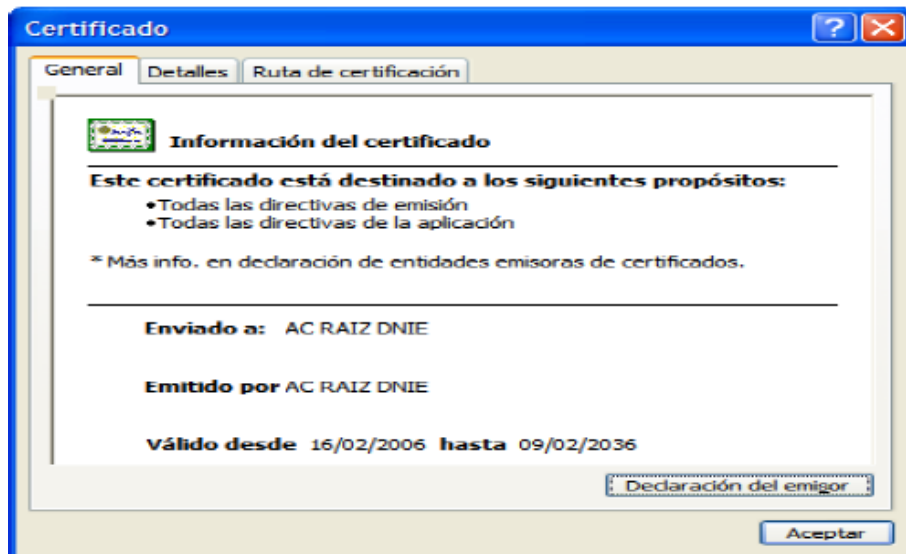 Certificado
General Detalles Ruta de certificación
Información del certificado
Este certificado está destinado a los siguientes propósitos:
•Todas las directivas de emisión
•Todas las directivas de la aplicación
* Más info. en declaración de entidades emisoras de certificados.
Enviado a: AC RAIZ DNIE
Emitido por AC RAIZ DNIE
Válido desde 16/02/2006 hasta 09/02/2036
Declaración del emisor
Aceptar